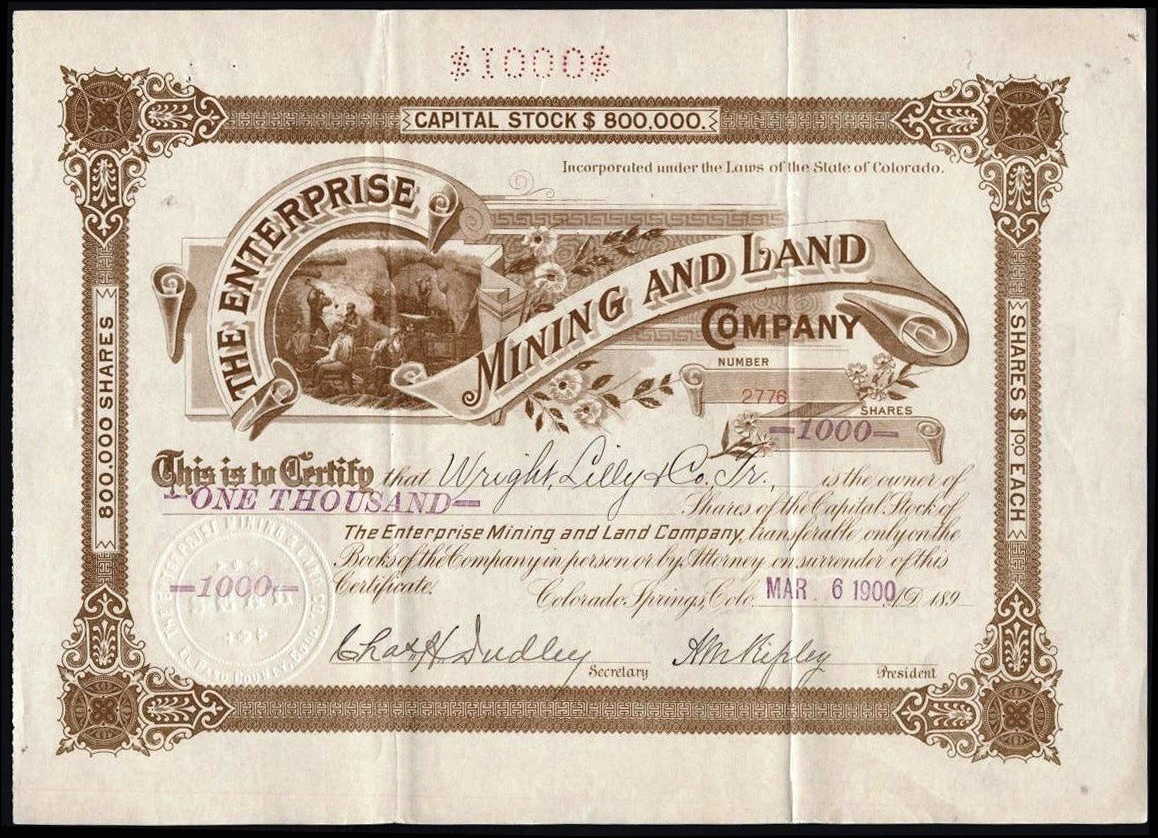 $1000$
CAPITAL STOCK $ 800,000.
Incorporated under the Laws of the State of Colorado.
THE ENTERPRISE
MINING AND LAND
COMPANY
NUMBER
2776
SHARES
—1000—
800,000 SHARES
SHARES $ 1.00 EACH
This is to Certify that Wright, Lilly & Co. Tr., is the owner of
—ONE THOUSAND— Shares of the Capital Stock of
The Enterprise Mining and Land Company, transferable only on the
Books of the Company in person or by Attorney on surrender of this
Certificate.
—1000—
Colorado Springs, Colo. MAR 6 1900 A.D. 189
Chas H Dudley
Secretary
President